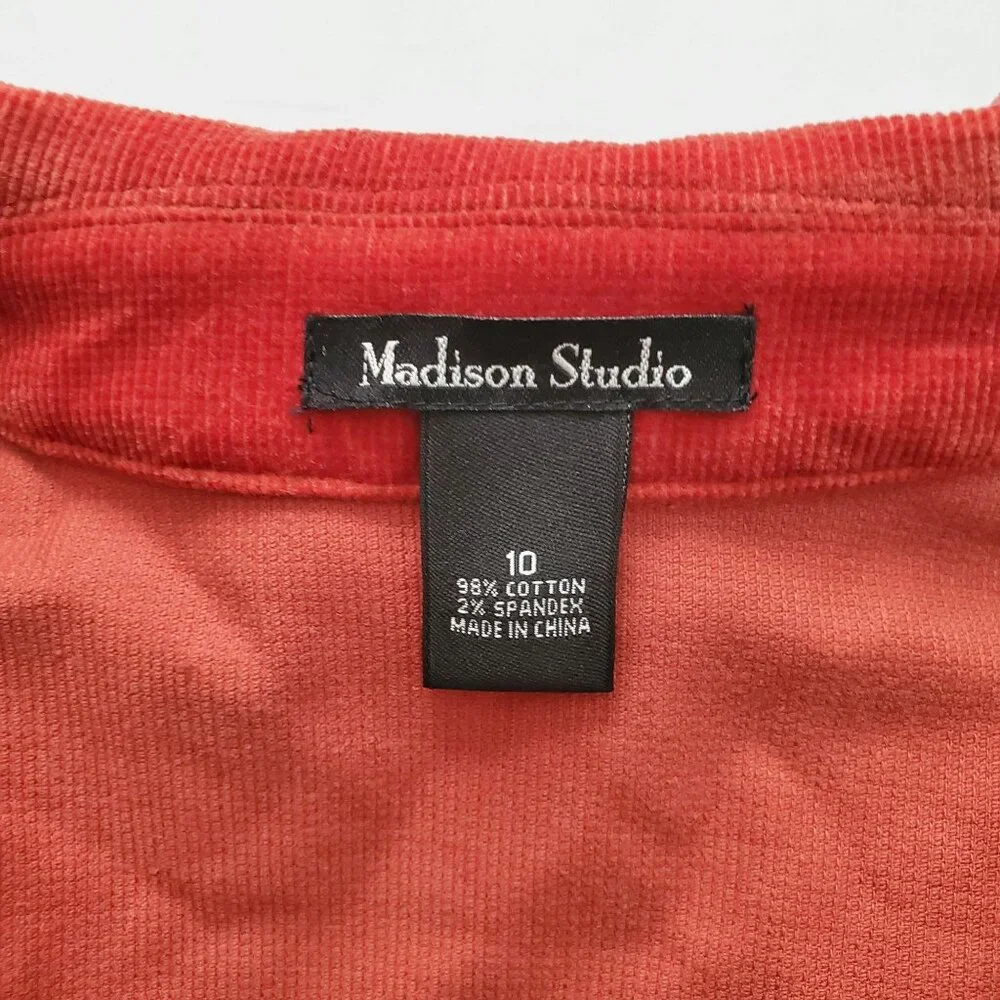 Madison Studio
10
98% COTTON
2% SPANDEX
MADE IN CHINA